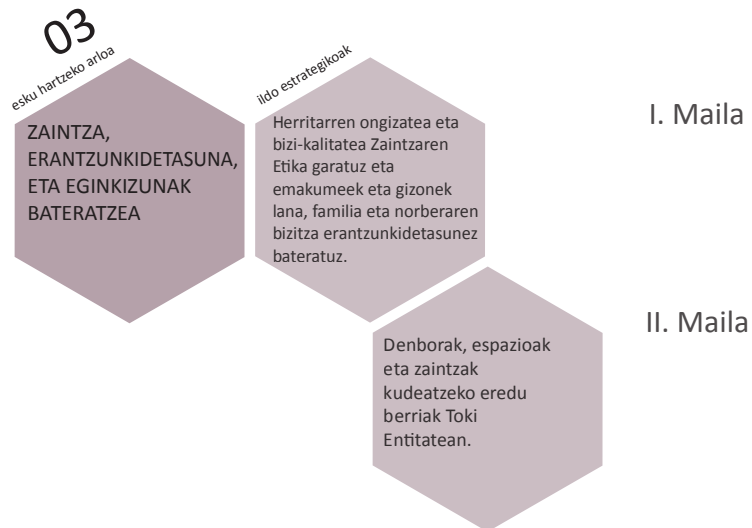 03
esku hartzeko arloa
ZAINTZA,
ERANTZUNKIDETASUNA,
ETA EGINKIZUNAK
BATERATZEA
ildo estrategikoak
Herritarren ongizatea eta
bizi-kalitatea Zaintzaren
Etika garatuz eta
emakumeek eta gizonek
lana, familia eta norberaren
bizitza erantzunkidetasunez
bateratuz.
I. Maila
Denborak, espazioak
eta zaintzak
kudeatzeko eredu
berriak Toki
Entitatean.
II. Maila